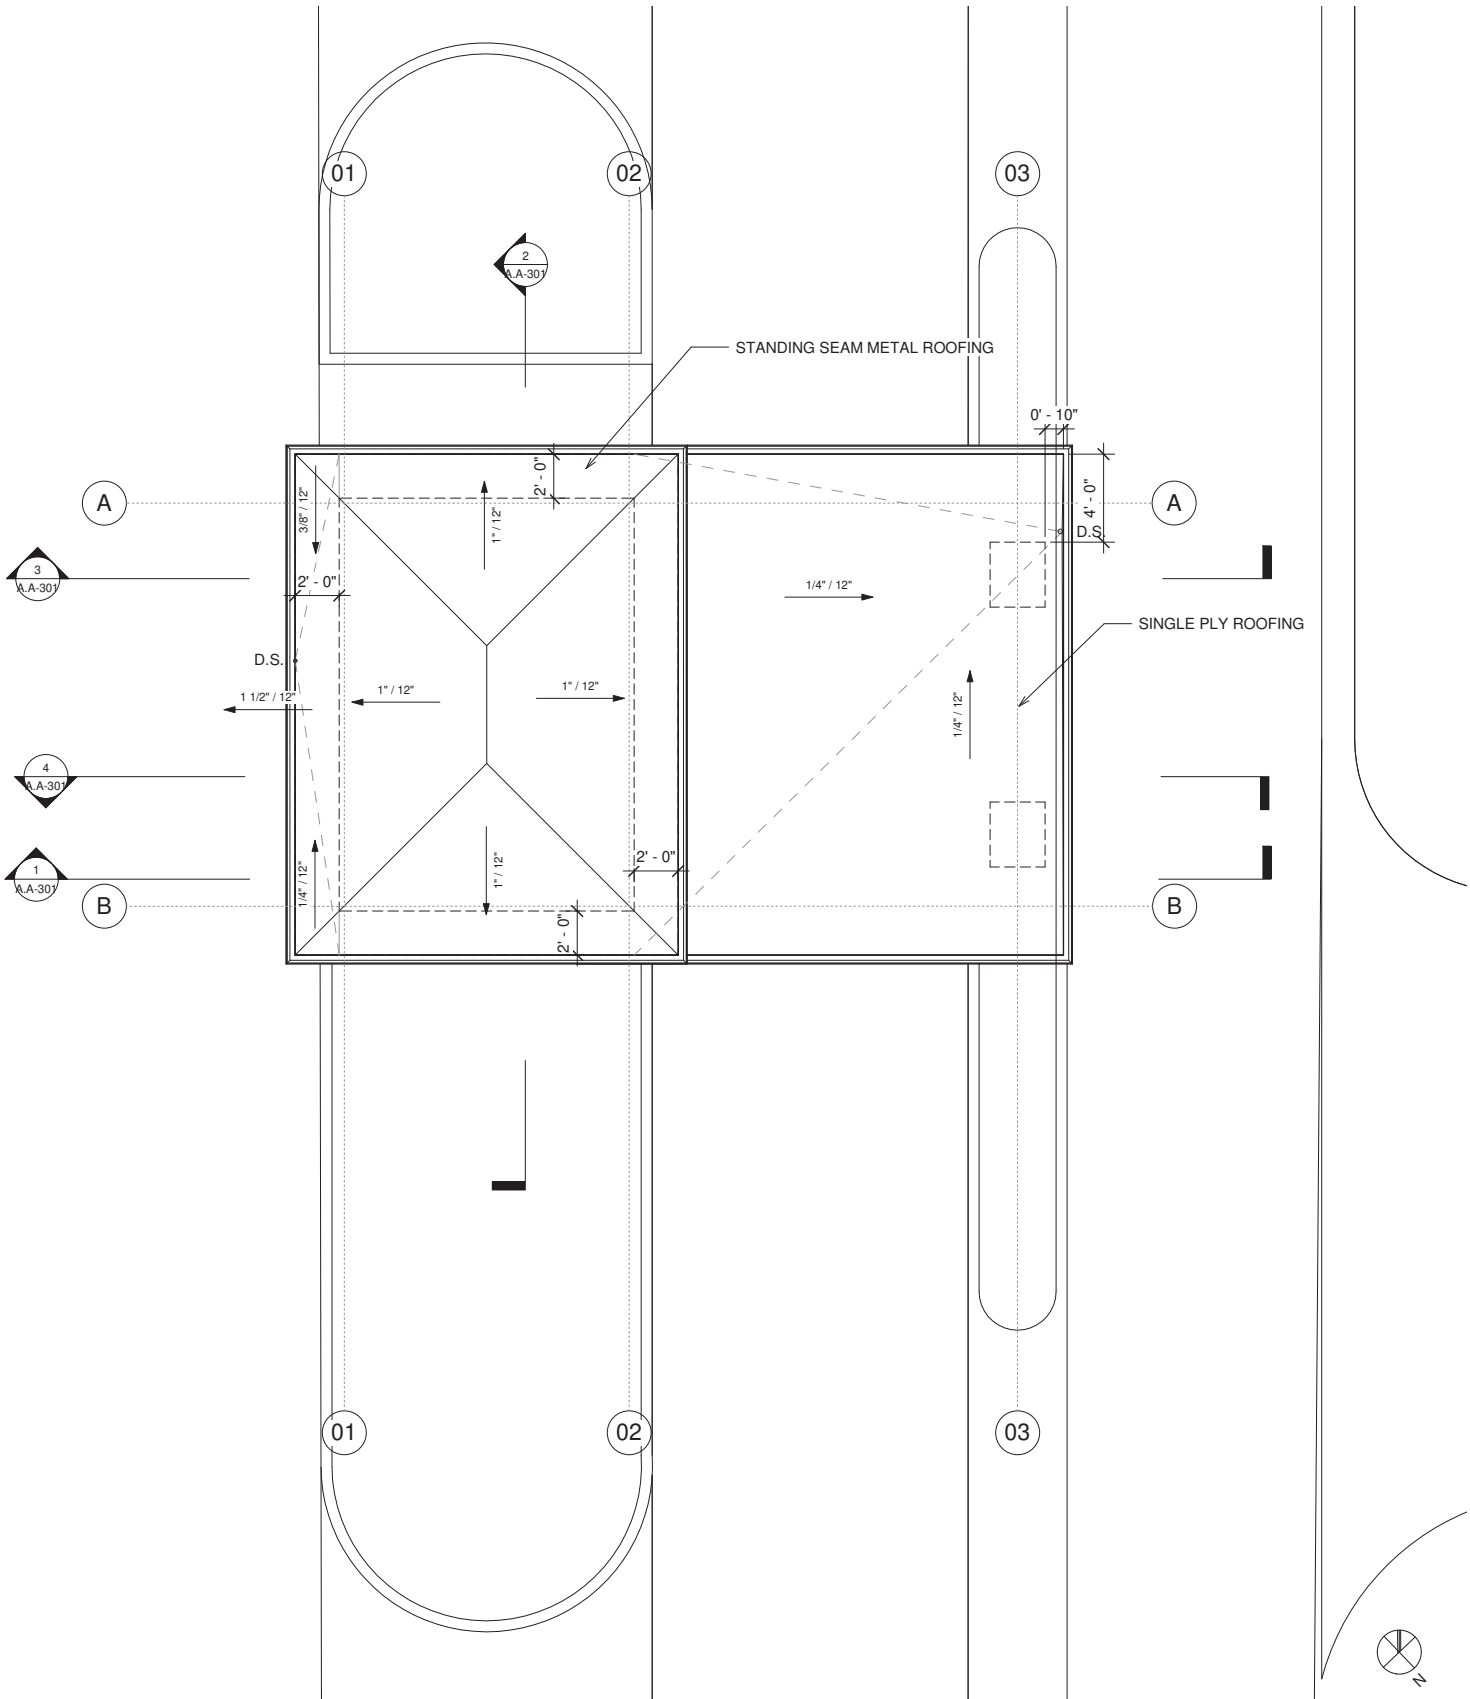 01
02
03
2
A.A-301
STANDING SEAM METAL ROOFING
0' - 10"
A
3/8" / 12"
2' - 0"
1" / 12"
4' - 0"
A
D.S.
3
A.A-301
2' - 0"
1/4" / 12"
SINGLE PLY ROOFING
D.S.
1 1/2" / 12"
1" / 12"
1" / 12"
1/4" / 12"
4
A.A-301
1
A.A-301
1/4" / 12"
1" / 12"
2' - 0"
B
2' - 0"
B
01
02
03
N